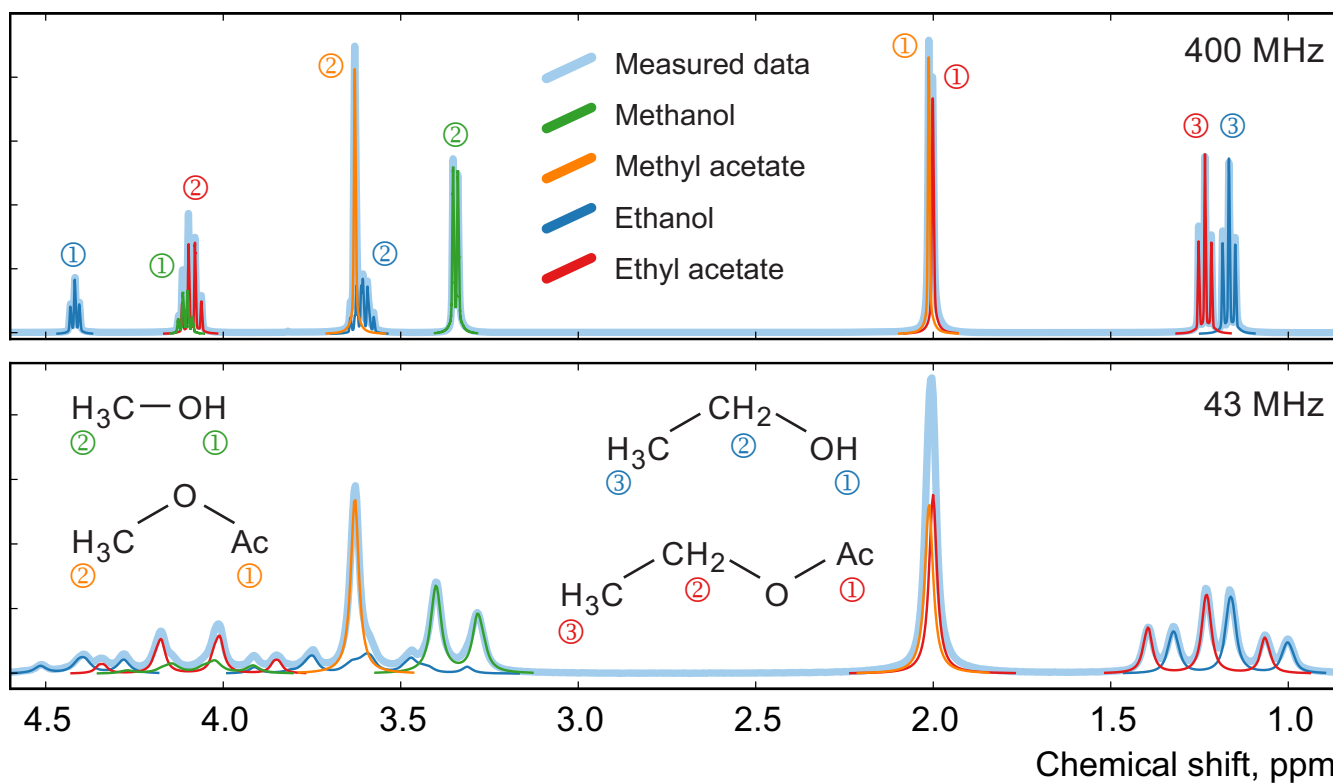 400 MHz
① ② ① ② ② ② ② ① ① ③ ③
Measured data
Methanol
Methyl acetate
Ethanol
Ethyl acetate
43 MHz
H₃C—OH
② ①
O
H₃C Ac
② ①
CH₂
H₃C ② OH
③ ①
CH₂ Ac
H₃C ② O ①
③
4.5 4.0 3.5 3.0 2.5 2.0 1.5 1.0
Chemical shift, ppm